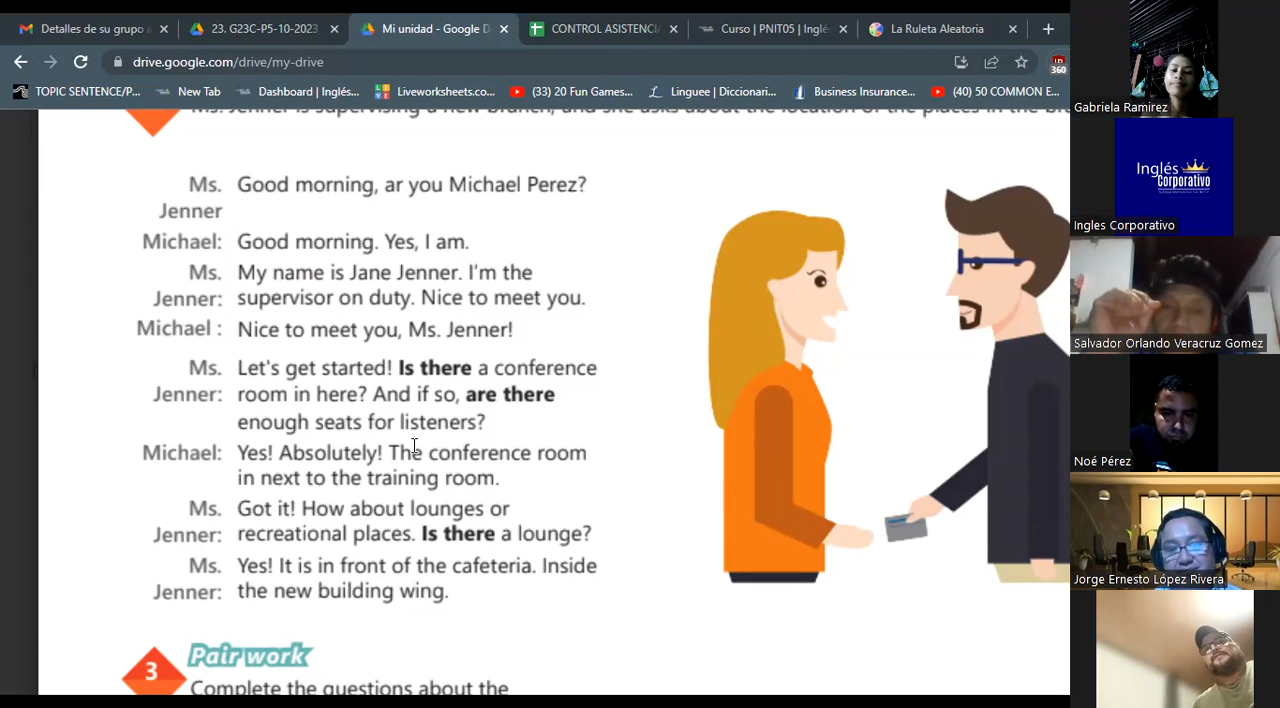 Detalles de su grupo a
23. G23C-P5-10-2023_
Mi unidad - Google D
CONTROL ASISTENCI
Curso | PNIT05 | Inglé
La Ruleta Aleatoria
drive.google.com/drive/my-drive
TOPIC SENTENCE/P...
New Tab
Dashboard | Inglés...
Liveworksheets.co...
(33) 20 Fun Games...
Linguee | Diccionari...
Business Insurance...
(40) 50 COMMON E...
360
Ms. Jenner is supervising a new branch, and she asks about the location of the places in the
Ms. Jenner
Good morning, ar you Michael Perez?
Michael: Good morning. Yes, I am.
Ms. My name is Jane Jenner. I'm the
Jenner: supervisor on duty. Nice to meet you.
Michael : Nice to meet you, Ms. Jenner!
Ms. Let's get started! Is there a conference
Jenner: room in here? And if so, are there
enough seats for listeners?
Michael: Yes! Absolutely! The conference room
in next to the training room.
Ms. Got it! How about lounges or
Jenner: recreational places. Is there a lounge?
Ms. Yes! It is in front of the cafeteria. Inside
Jenner: the new building wing.
3
Pair work
Complete the questions about the
Gabriela Ramirez
Inglés
Corporativo
Ingles Corporativo
Salvador Orlando Veracruz Gomez
Noé Pérez
Jorge Ernesto López Rivera